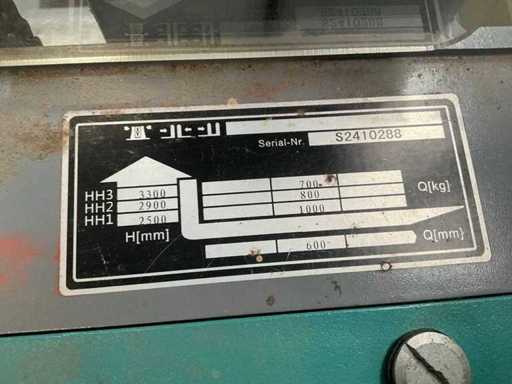 Serial-Nr. S2410288
700
HH3 3300 800 Q[kg]
HH2 2900 1000
HH1 2500
H[mm] 600 Q[mm]